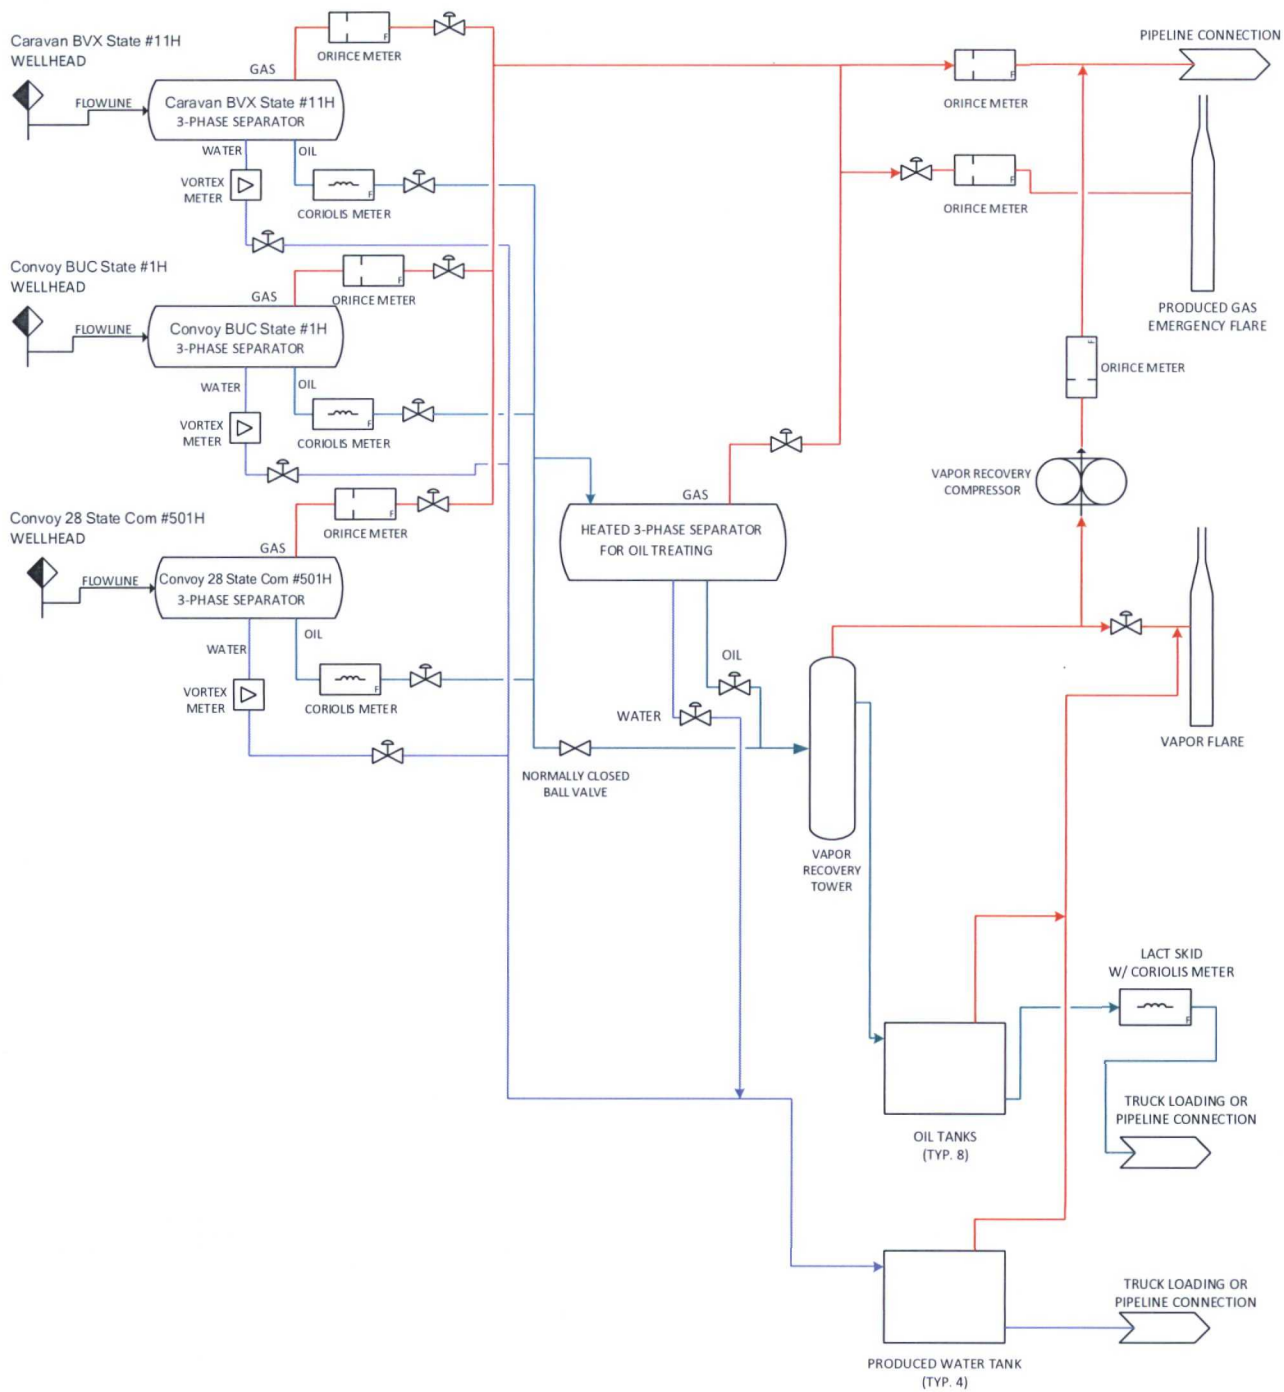 Caravan BVX State #11H
WELLHEAD
FLOWLINE
GAS
ORIFICE METER
Caravan BVX State #11H
3-PHASE SEPARATOR
WATER
OIL
VORTEX
METER
CORIOLIS METER
F
F
Convoy BUC State #1H
WELLHEAD
FLOWLINE
GAS
ORIFICE METER
Convoy BUC State #1H
3-PHASE SEPARATOR
WATER
OIL
VORTEX
METER
CORIOLIS METER
F
F
Convoy 28 State Com #501H
WELLHEAD
FLOWLINE
GAS
ORIFICE METER
Convoy 28 State Com #501H
3-PHASE SEPARATOR
WATER
OIL
VORTEX
METER
CORIOLIS METER
F
F
GAS
HEATED 3-PHASE SEPARATOR
FOR OIL TREATING
OIL
WATER
NORMALLY CLOSED
BALL VALVE
VAPOR
RECOVERY
TOWER
PIPELINE CONNECTION
F
ORIFICE METER
F
ORIFICE METER
PRODUCED GAS
EMERGENCY FLARE
F
ORIFICE METER
VAPOR RECOVERY
COMPRESSOR
VAPOR FLARE
LACT SKID
W/ CORIOLIS METER
F
TRUCK LOADING OR
PIPELINE CONNECTION
OIL TANKS
(TYP. 8)
TRUCK LOADING OR
PIPELINE CONNECTION
PRODUCED WATER TANK
(TYP. 4)